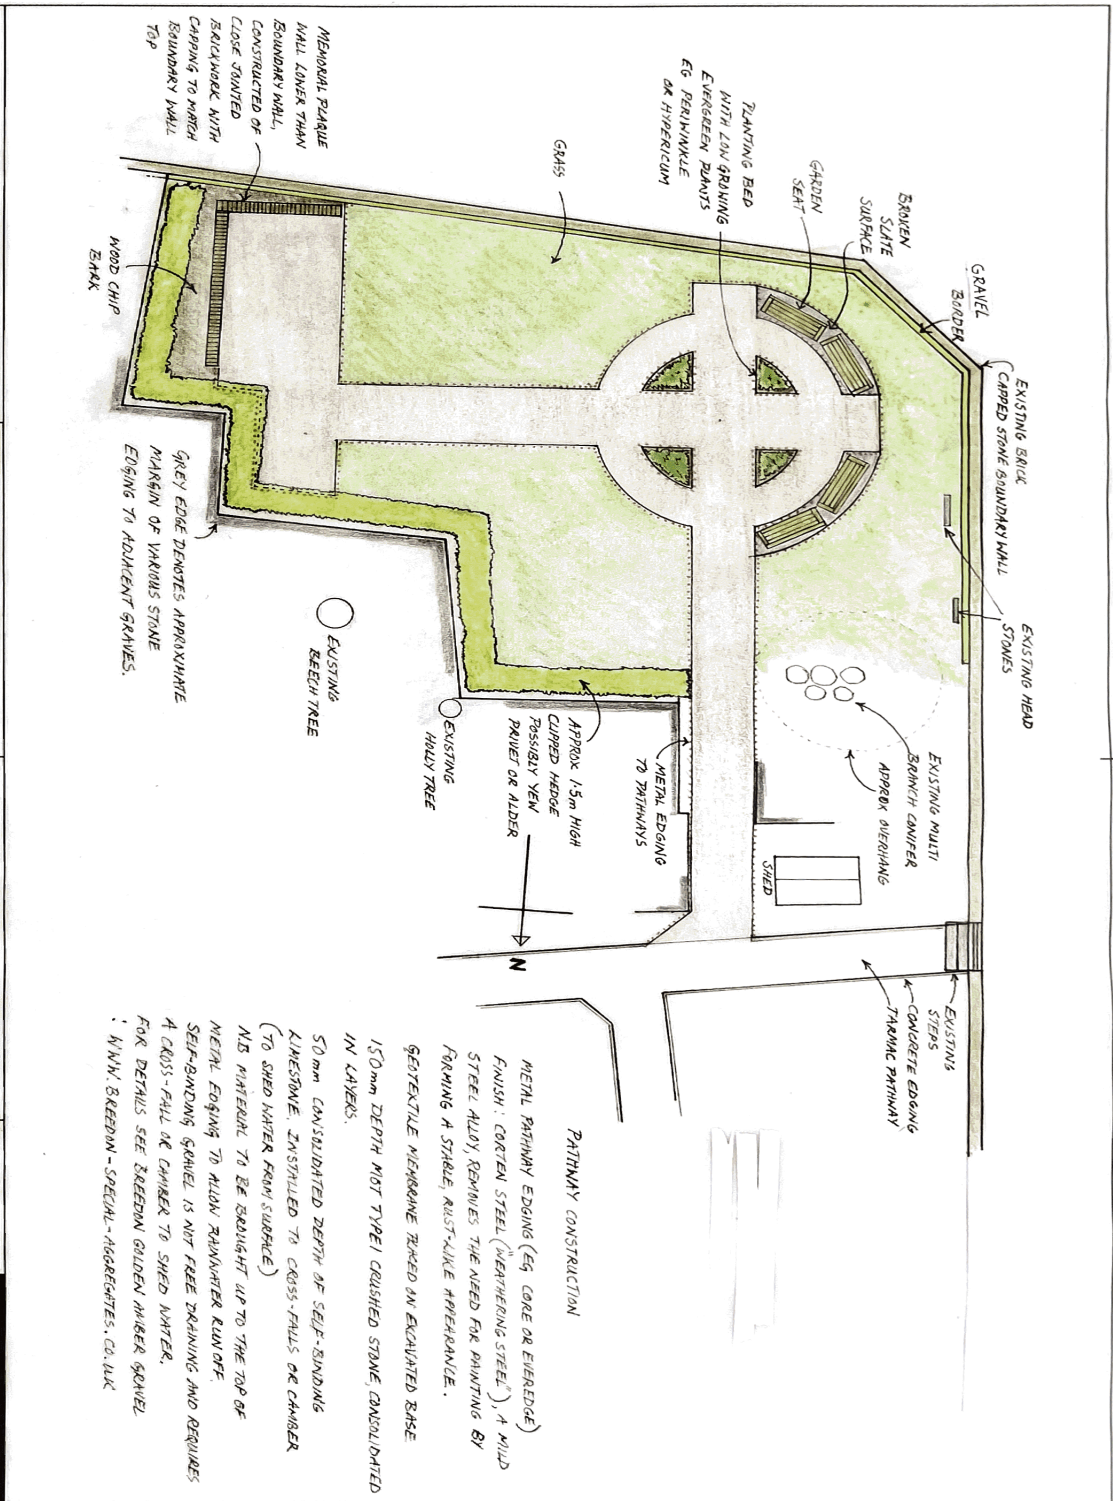 MEMORIAL PLAQUE
WALL LOWER THAN
BOUNDARY WALL,
CONSTRUCTED OF
CLOSE JOINTED
BRICKWORK WITH
CAPPING TO MATCH
BOUNDARY WALL
TOP
GRASS
PLANTING BED
WITH LOW GROWING
EVERGREEN PLANTS
EG PERIWINKLE
OR HYPERICUM
GARDEN
SEAT
BROKEN
SLATE
SURFACE
GRAVEL
BORDER
EXISTING BRICK
CAPPED STONE BOUNDARY WALL
EXISTING HEAD
STONES
WOOD CHIP
BARK
GREY EDGE DENOTES APPROXIMATE
MARGIN OF VARIOUS STONE
EDGING TO ADJACENT GRAVES.
EXISTING
BEECH TREE
EXISTING
HOLLY TREE
APPROX 1.5m HIGH
CLIPPED HEDGE
POSSIBLY YEW
PRIVET OR ALDER
METAL EDGING
TO PATHWAYS
EXISTING MULTI
BRANCH CONIFER
APPROX OVERHANG
SHED
N
EXISTING
STEPS
CONCRETE EDGING
TARMAC PATHWAY
PATHWAY CONSTRUCTION
METAL PATHWAY EDGING (EG CORE OR EVEREDGE)
FINISH: CORTEN STEEL ("WEATHERING STEEL"), A MILD
STEEL ALLOY, REMOVES THE NEED FOR PAINTING BY
FORMING A STABLE, RUST-LIKE APPEARANCE.
GEOTEXTILE MEMBRANE PLACED ON EXCAVATED BASE
150mm DEPTH MOT TYPE 1 CRUSHED STONE, CONSOLIDATED
IN LAYERS.
50mm CONSOLIDATED DEPTH OF SELF-BINDING
LIMESTONE, INSTALLED TO CROSS-FALLS OR CAMBER
(TO SHED WATER FROM SURFACE)
N.B MATERIAL TO BE BROUGHT UP TO THE TOP OF
METAL EDGING TO ALLOW RAINWATER RUN OFF.
SELF-BINDING GRAVEL IS NOT FREE DRAINING AND REQUIRES
A CROSS-FALL OR CAMBER TO SHED WATER.
FOR DETAILS SEE BREEDON GOLDEN AMBER GRAVEL
: WWW.BREEDON-SPECIAL-AGGREGATES.CO.UK